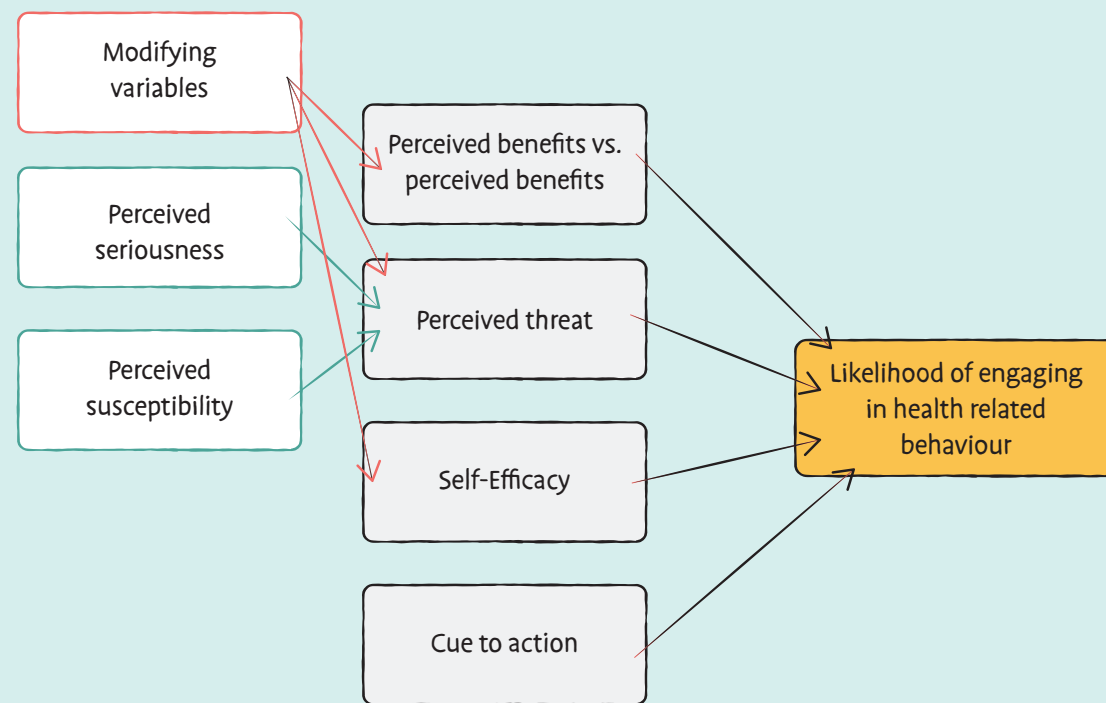 Modifying
variables
Perceived benefits vs.
perceived benefits
Perceived
seriousness
Perceived threat
Perceived
susceptibility
Likelihood of engaging
in health related
behaviour
Self-Efficacy
Cue to action